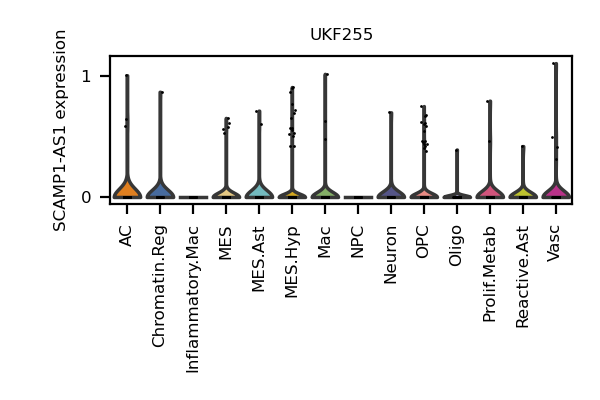 UKF255
SCAMP1-AS1 expression
1
0
AC
Chromatin.Reg
Inflammatory.Mac
MES
MES.Ast
MES.Hyp
Mac
NPC
Neuron
OPC
Oligo
Prolif.Metab
Reactive.Ast
Vasc